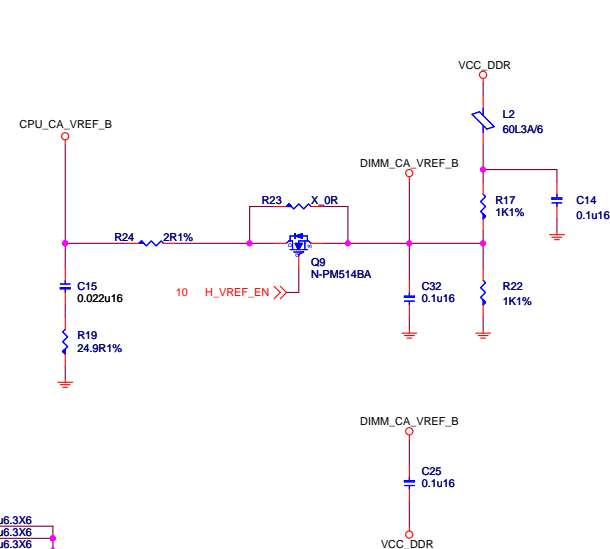 VCC_DDR
L2
60L3A/6
CPU_CA_VREF_B
DIMM_CA_VREF_B
R23 X_0R
R17
1K1%
C14
0.1u16
R24 2R1%
Q9
N-PM514BA
10 H_VREF_EN
C15
0.022u16
C32
0.1u16
R22
1K1%
R19
24.9R1%
DIMM_CA_VREF_B
C25
0.1u16
VCC_DDR
u6.3X6
u6.3X6
u6.3X6